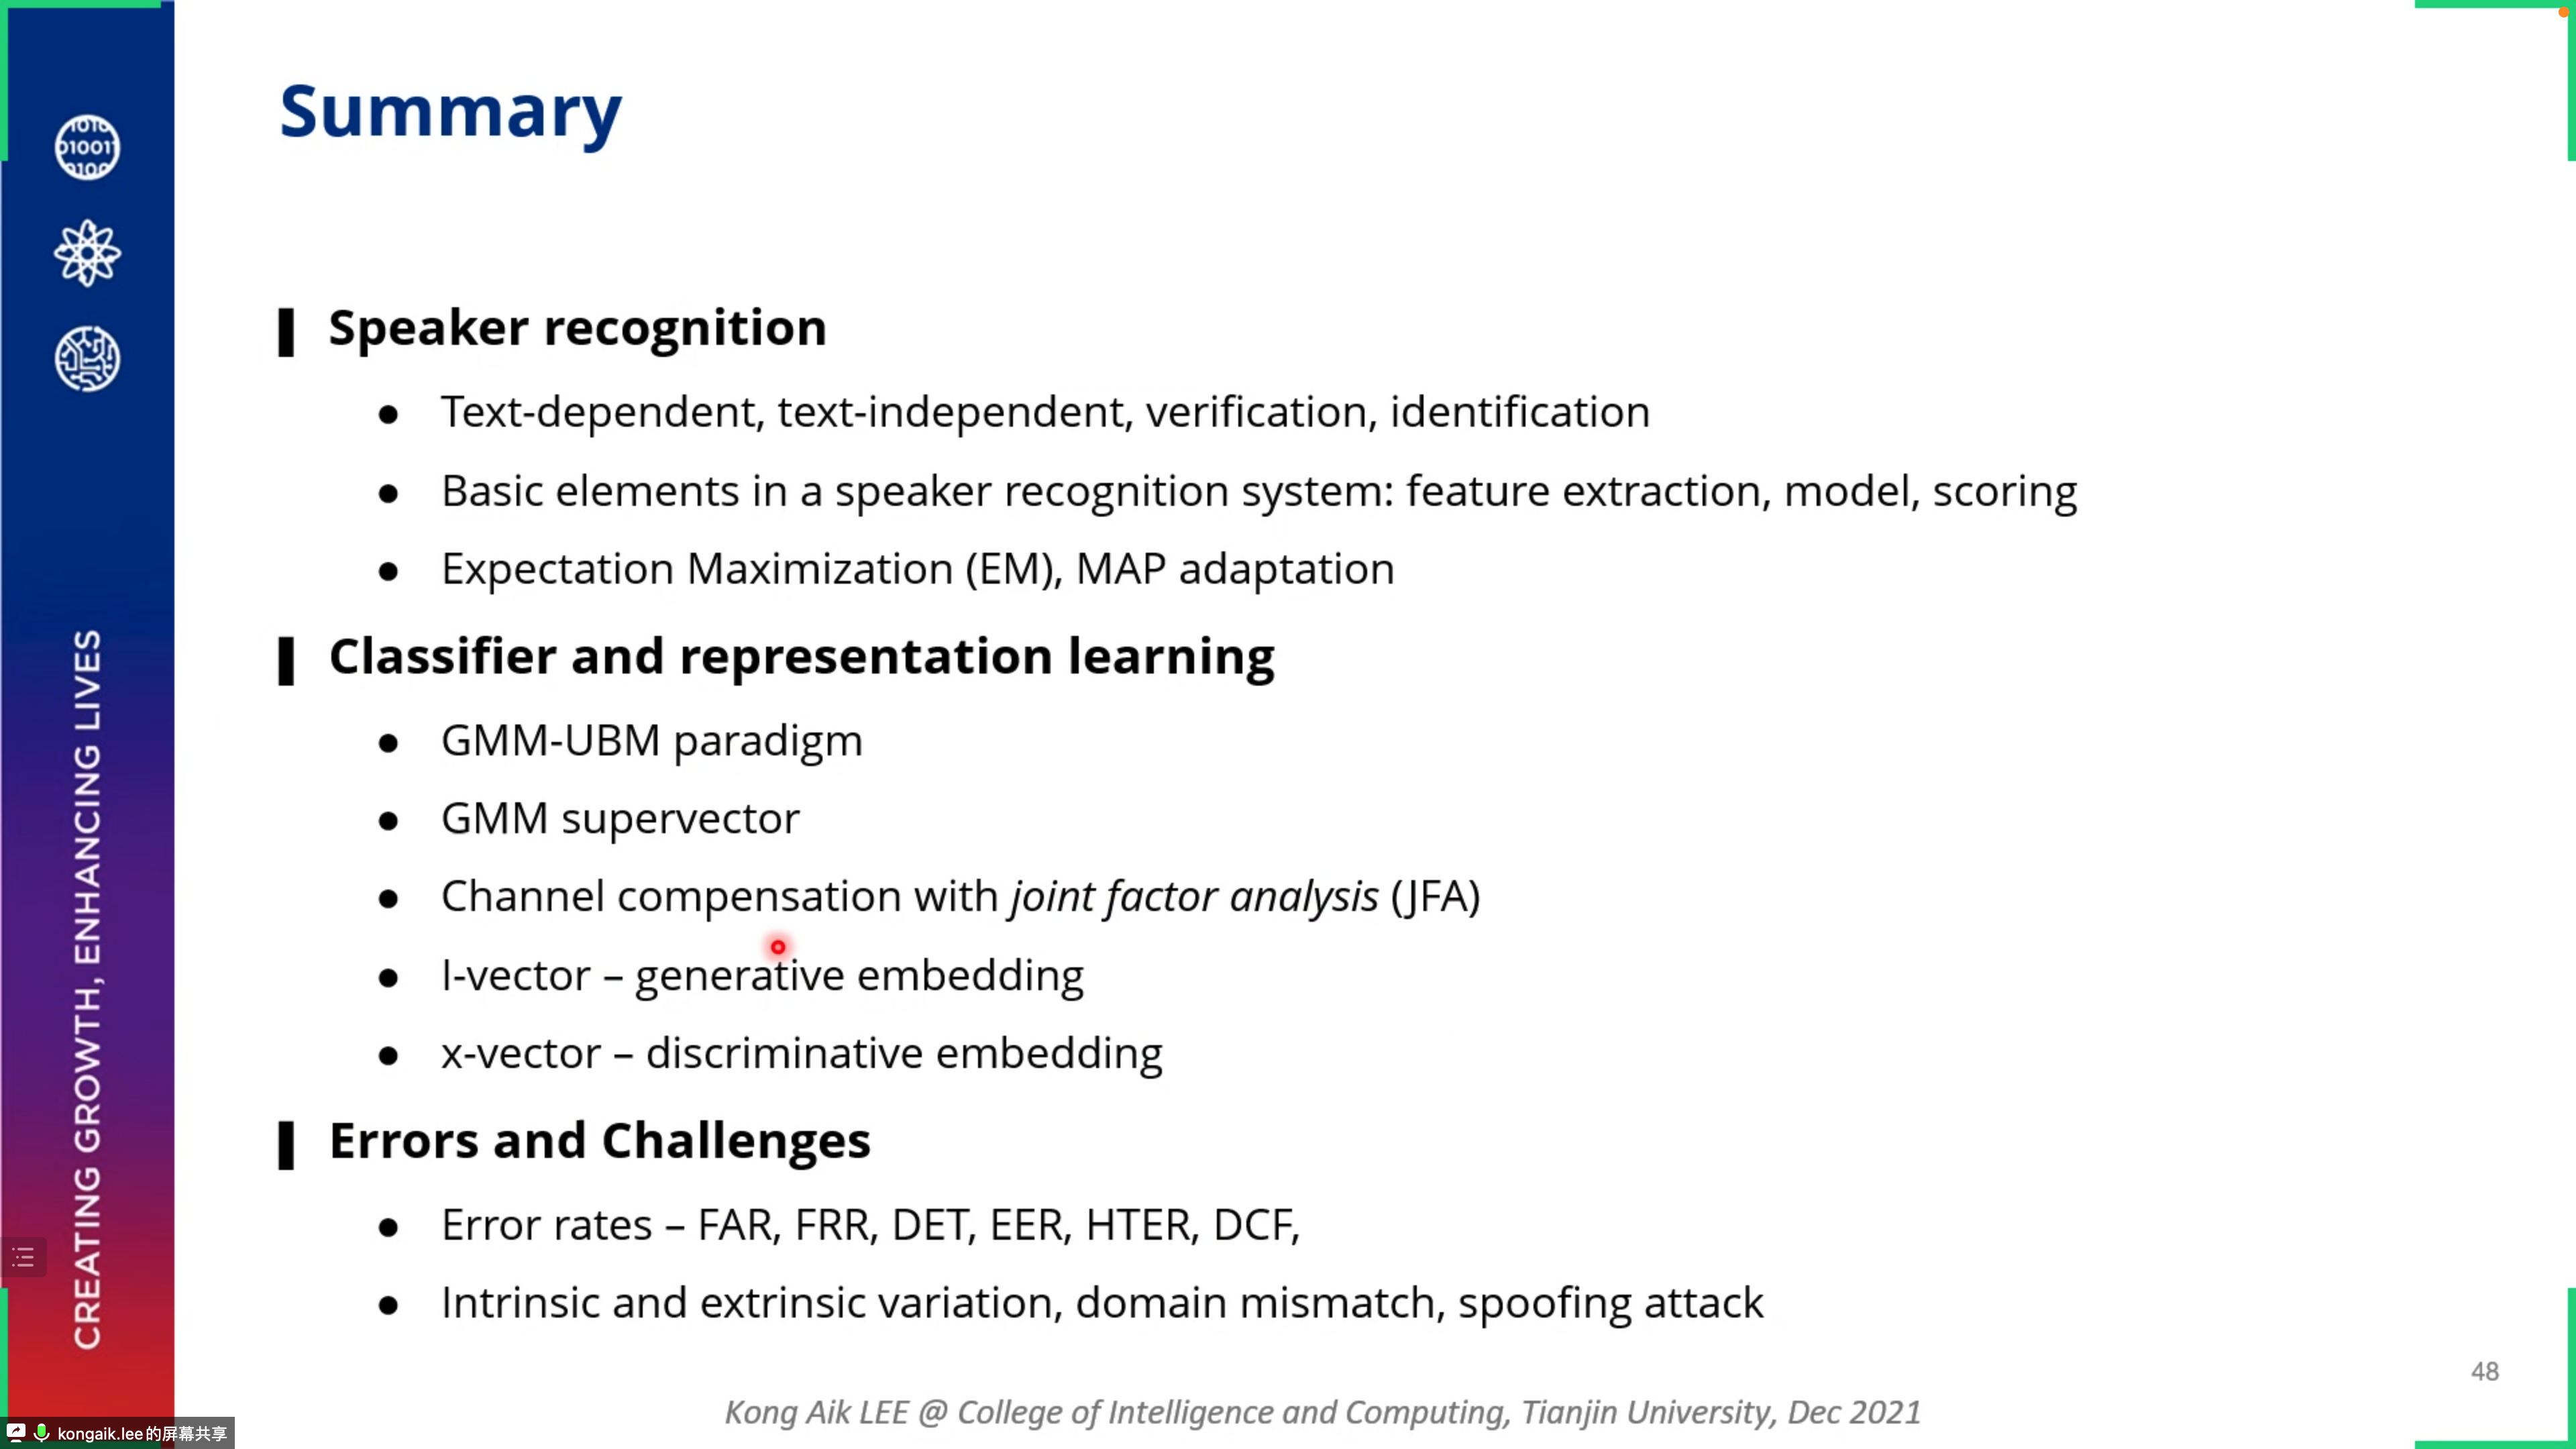 Summary
Speaker recognition
● Text-dependent, text-independent, verification, identification
● Basic elements in a speaker recognition system: feature extraction, model, scoring
● Expectation Maximization (EM), MAP adaptation
Classifier and representation learning
● GMM-UBM paradigm
● GMM supervector
● Channel compensation with joint factor analysis (JFA)
● I-vector – generative embedding
● x-vector – discriminative embedding
Errors and Challenges
● Error rates – FAR, FRR, DET, EER, HTER, DCF,
● Intrinsic and extrinsic variation, domain mismatch, spoofing attack
48
Kong Aik LEE @ College of Intelligence and Computing, Tianjin University, Dec 2021
CREATING GROWTH, ENHANCING LIVES
1010
010011
0100
kongaik.lee的屏幕共享